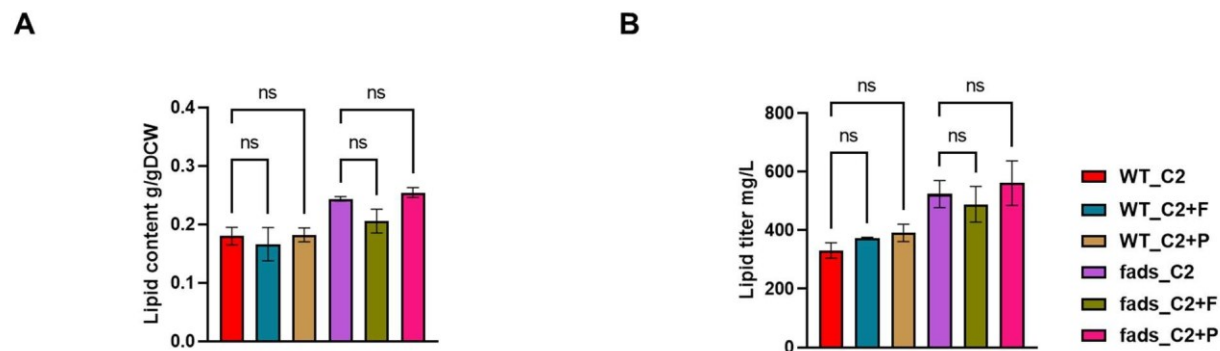 A
B
Lipid content g/gDCW
0.4
0.3
0.2
0.1
0.0
ns
ns
ns
ns
Lipid titer mg/L
800
600
400
200
0
ns
ns
ns
ns
WT_C2
WT_C2+F
WT_C2+P
fads_C2
fads_C2+F
fads_C2+P